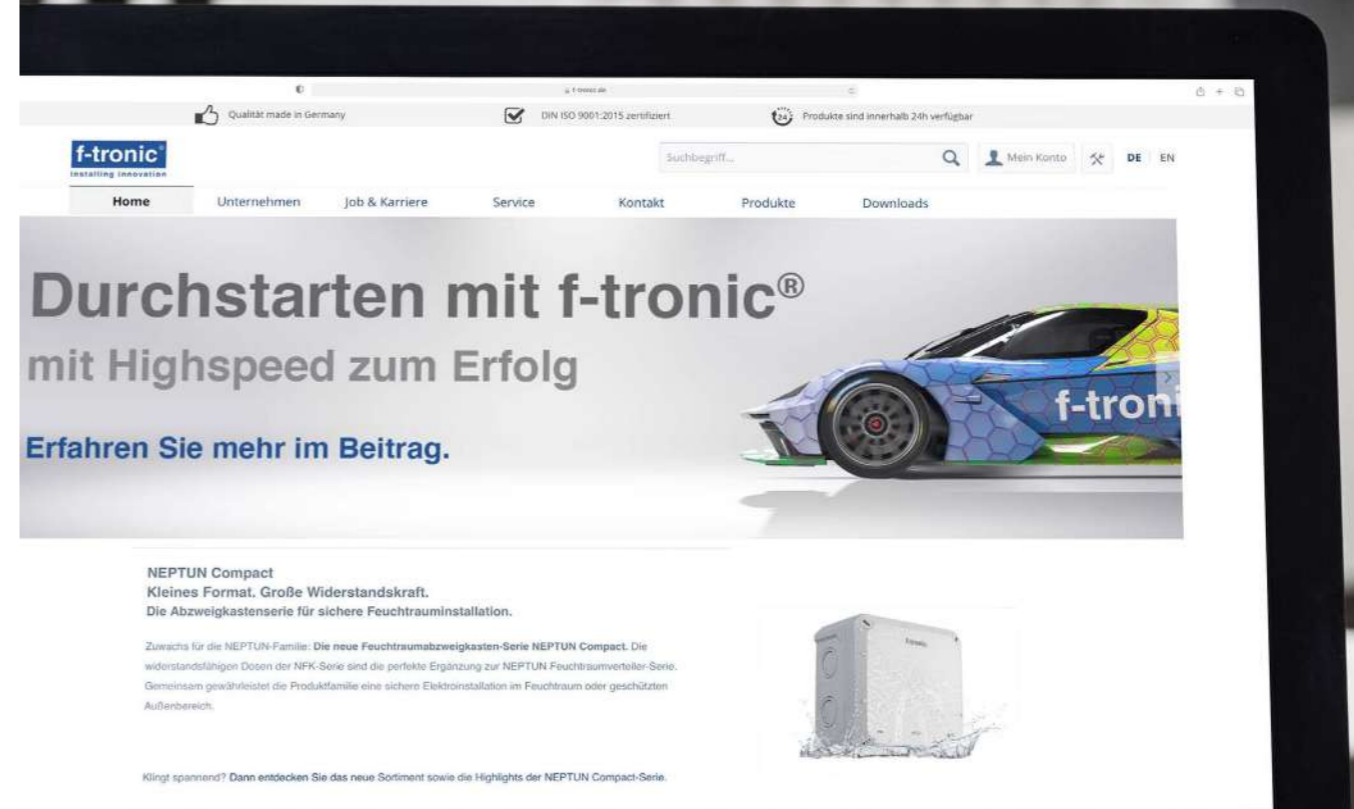 f-tronic.de
Qualität made in Germany
DIN ISO 9001:2015 zertifiziert
24
Produkte sind innerhalb 24h verfügbar
f-tronic®
installing innovation
Suchbegriff...
Mein Konto
DE EN
Home Unternehmen Job & Karriere Service Kontakt Produkte Downloads
Durchstarten mit f-tronic®
mit Highspeed zum Erfolg
Erfahren Sie mehr im Beitrag.
f-troni
NEPTUN Compact
Kleines Format. Große Widerstandskraft.
Die Abzweigkastenserie für sichere Feuchtrauminstallation.
Zuwachs für die NEPTUN-Familie: Die neue Feuchtraumabzweigkasten-Serie NEPTUN Compact. Die
widerstandsfähigen Dosen der NFK-Serie sind die perfekte Ergänzung zur NEPTUN Feuchtraumverteiler-Serie.
Gemeinsam gewährleistet die Produktfamilie eine sichere Elektroinstallation im Feuchtraum oder geschützten
Außenbereich.
f-tronic
Klingt spannend? Dann entdecken Sie das neue Sortiment sowie die Highlights der NEPTUN Compact-Serie.